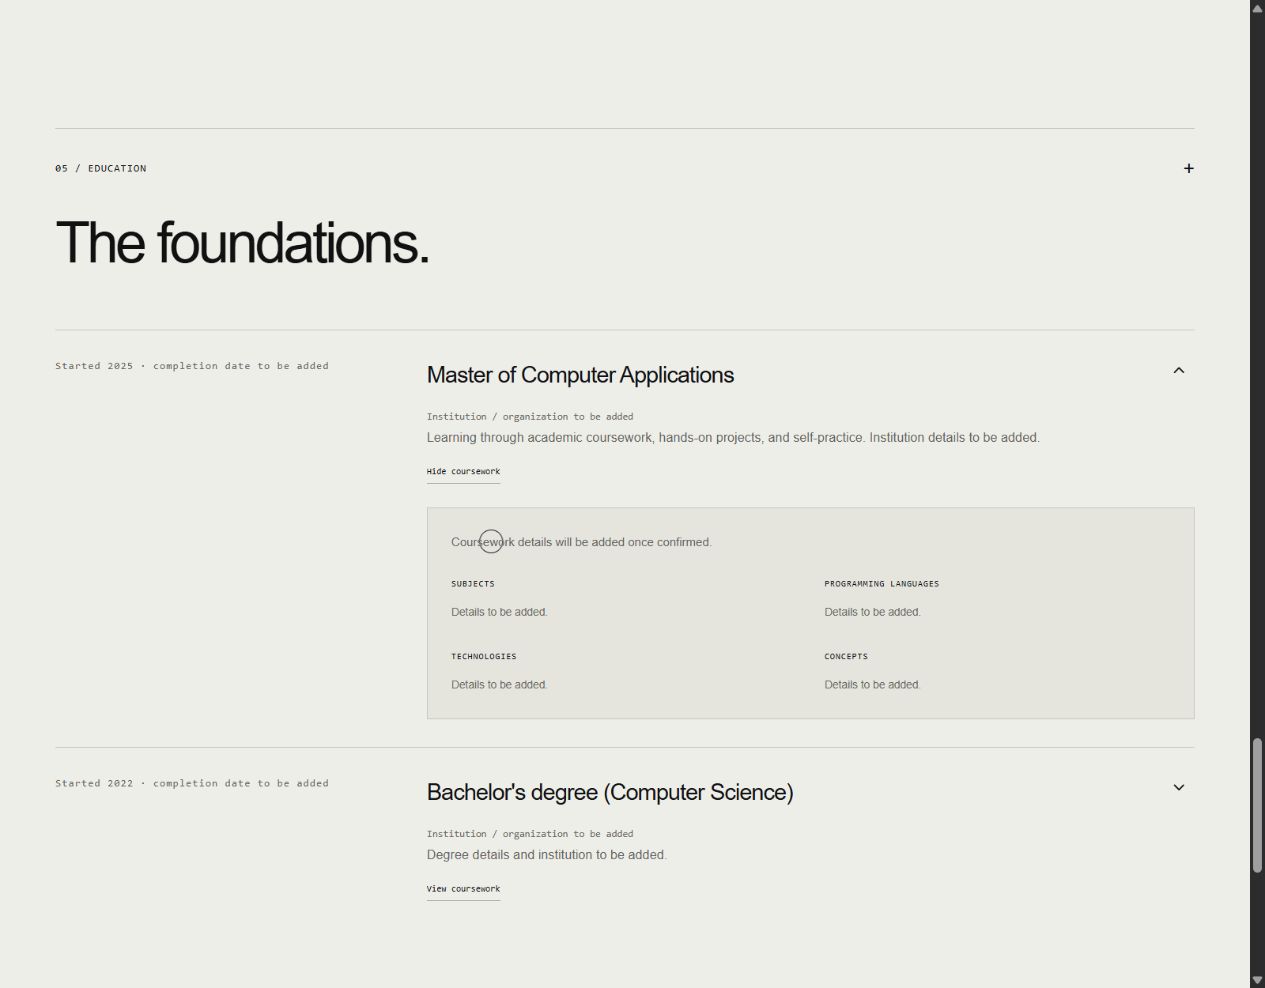 05 / EDUCATION
+
The foundations.
Started 2025 · completion date to be added
Master of Computer Applications
Institution / organization to be added
Learning through academic coursework, hands-on projects, and self-practice. Institution details to be added.
Hide coursework
Coursework details will be added once confirmed.
SUBJECTS
Details to be added.
PROGRAMMING LANGUAGES
Details to be added.
TECHNOLOGIES
Details to be added.
CONCEPTS
Details to be added.
Started 2022 · completion date to be added
Bachelor's degree (Computer Science)
Institution / organization to be added
Degree details and institution to be added.
View coursework